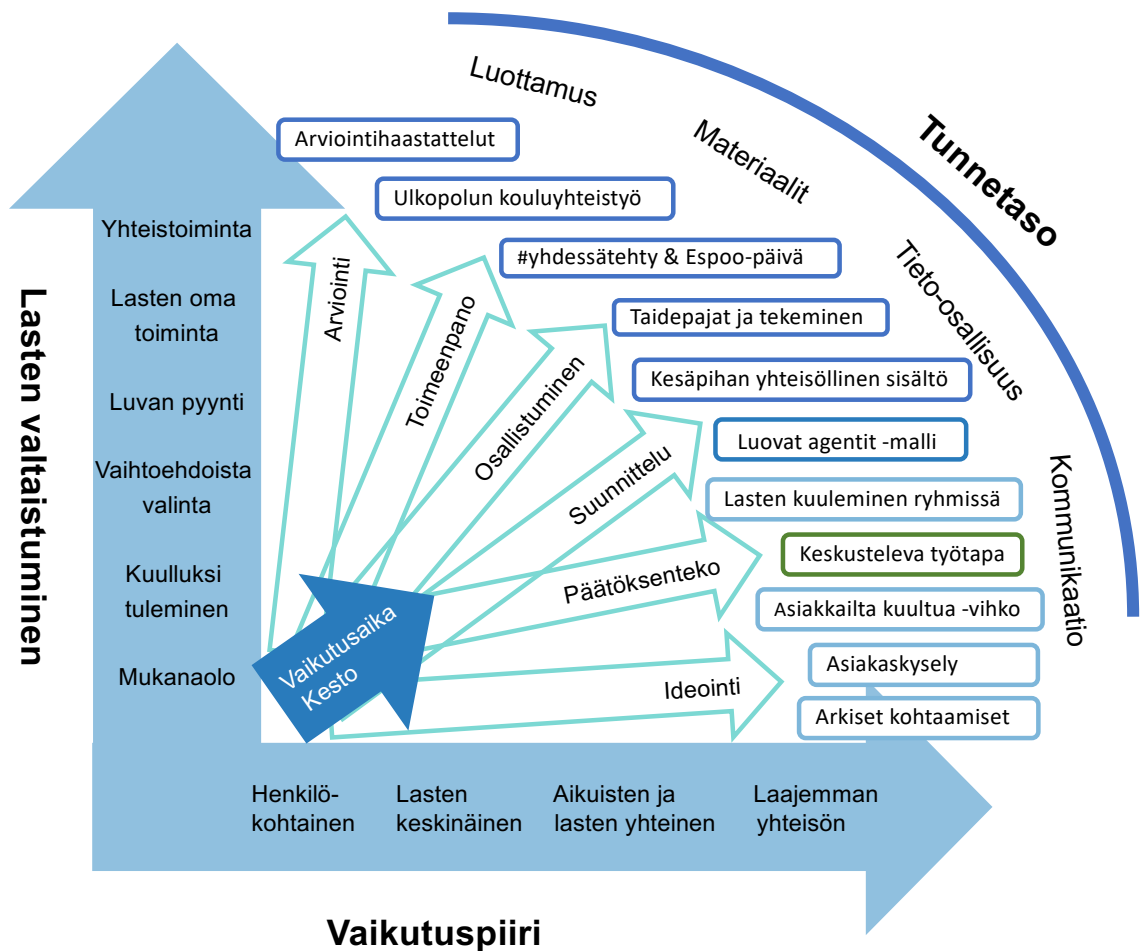 Luottamus
Materiaalit
Tunnetaso
Tieto-osallisuus
Kommunikaatio
Arviointihaastattelut
Ulkopolun kouluyhteistyö
#yhdessätehty & Espoo-päivä
Taidepajat ja tekeminen
Kesäpihan yhteisöllinen sisältö
Luovat agentit -malli
Lasten kuuleminen ryhmissä
Keskusteleva työtapa
Asiakkailta kuultua -vihko
Asiakaskysely
Arkiset kohtaamiset
Lasten valtaistuminen
Yhteistoiminta
Lasten oma
toiminta
Luvan pyynti
Vaihtoehdoista
valinta
Kuulluksi
tuleminen
Mukanaolo
Arviointi
Toimeenpano
Osallistuminen
Suunnittelu
Päätöksenteko
Ideointi
Vaikutusaika
Kesto
Henkilö-
kohtainen
Lasten
keskinäinen
Aikuisten ja
lasten yhteinen
Laajemman
yhteisön
Vaikutuspiiri